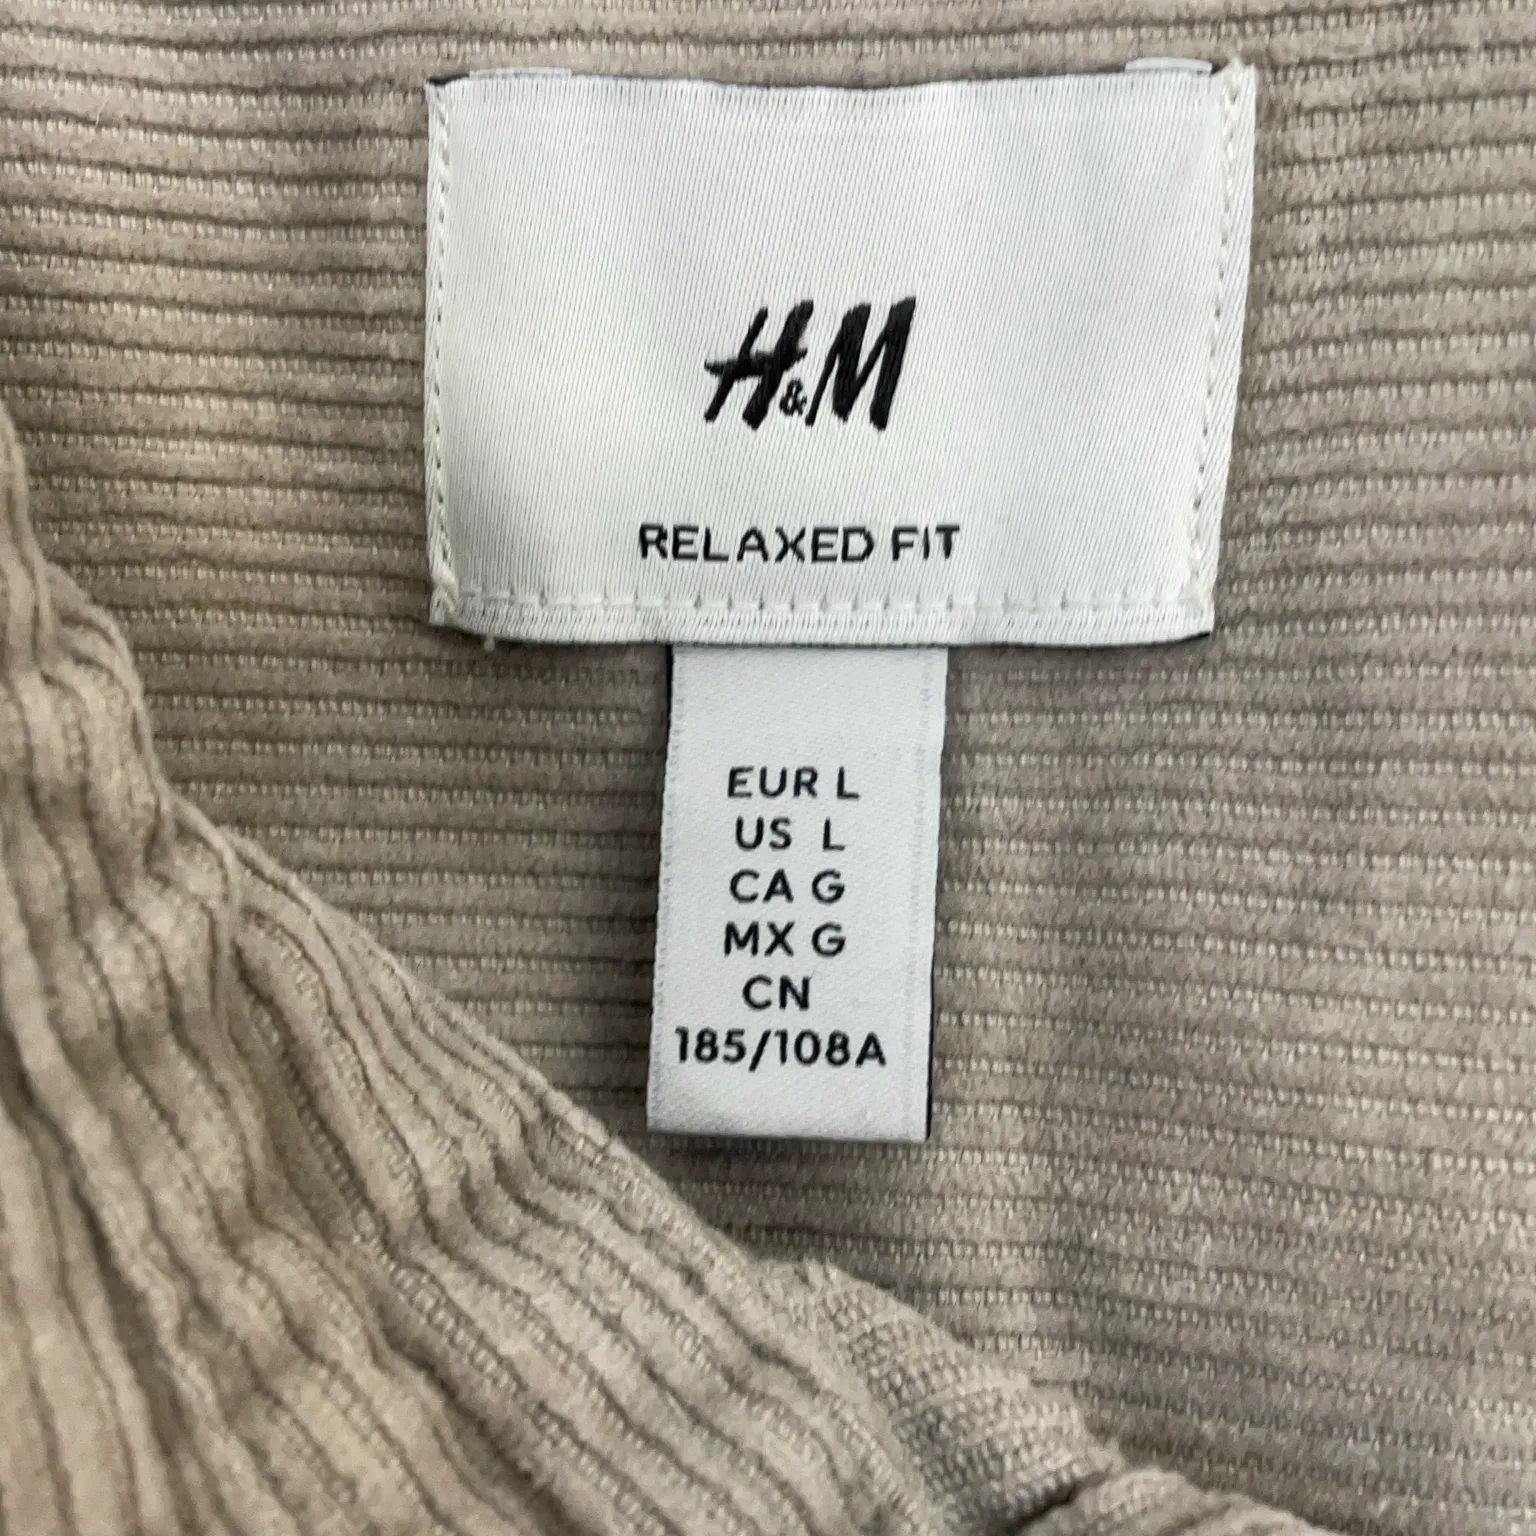 H&M
RELAXED FIT
EUR L
US L
CA G
MX G
CN
185/108A